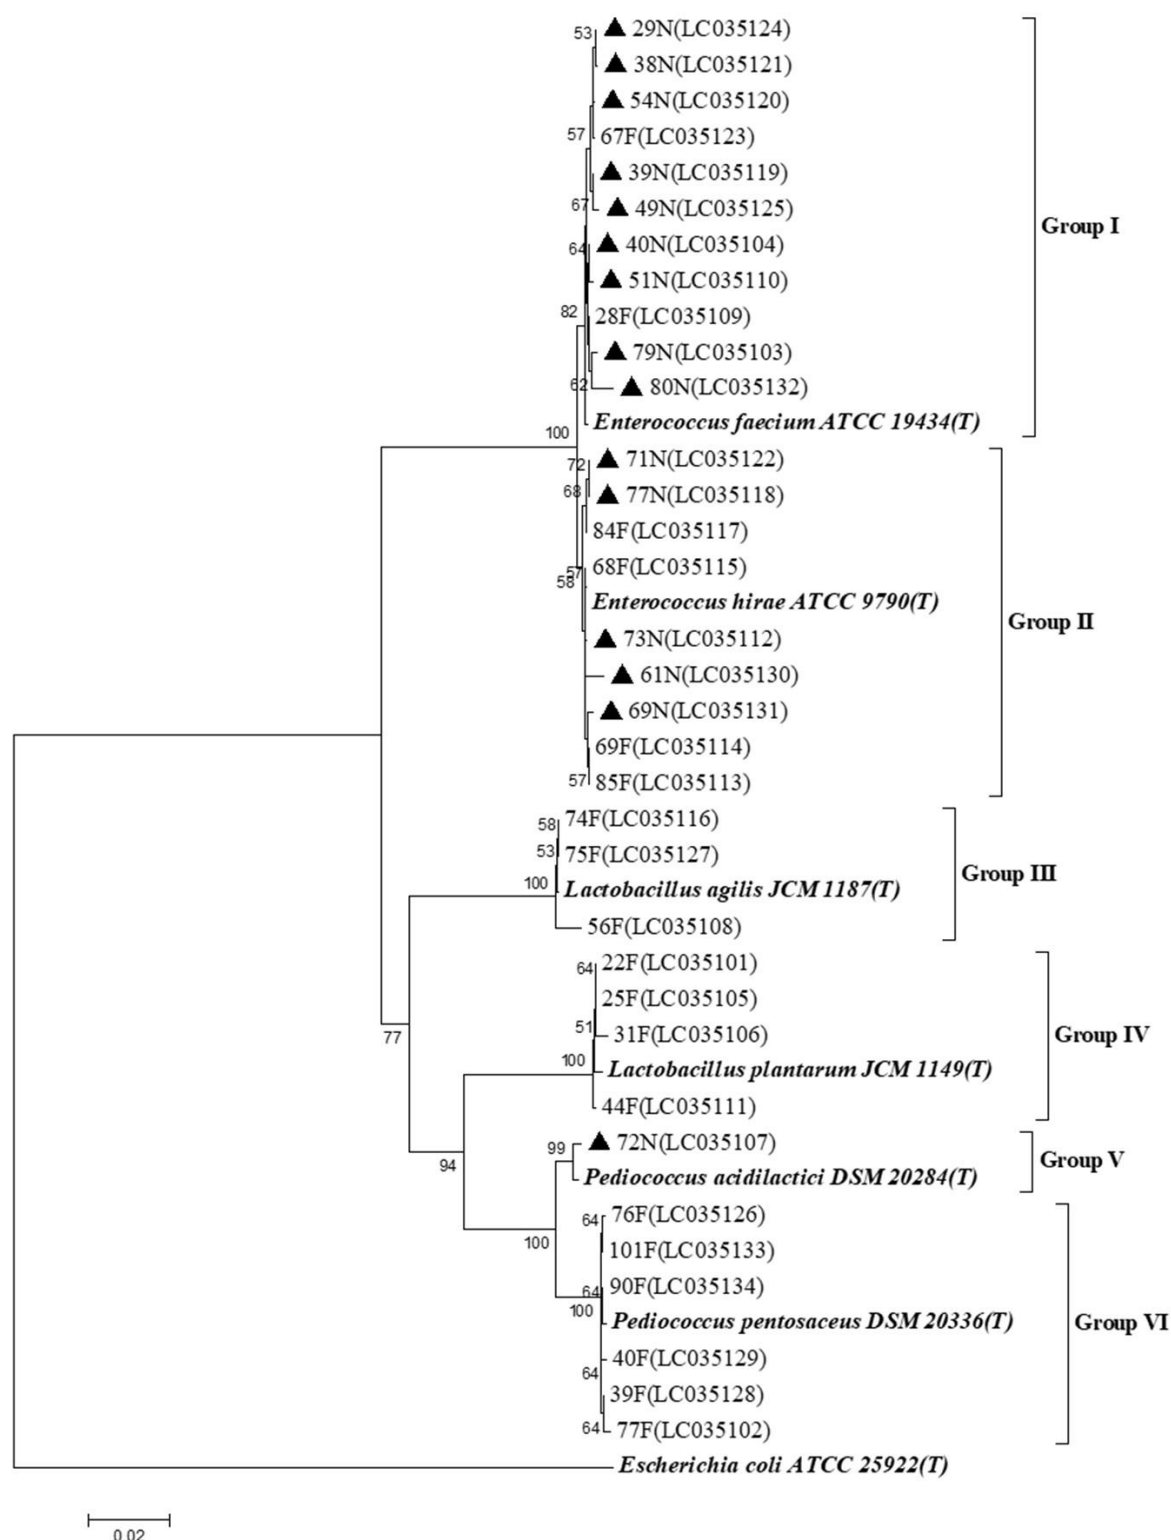 53
▲ 29N(LC035124)
▲ 38N(LC035121)
▲ 54N(LC035120)
57
67F(LC035123)
▲ 39N(LC035119)
67
▲ 49N(LC035125)
Group I
64
▲ 40N(LC035104)
▲ 51N(LC035110)
82
28F(LC035109)
▲ 79N(LC035103)
62
▲ 80N(LC035132)
Enterococcus faecium ATCC 19434(T)
100
72
▲ 71N(LC035122)
68
▲ 77N(LC035118)
84F(LC035117)
57
68F(LC035115)
58
Enterococcus hirae ATCC 9790(T)
Group II
▲ 73N(LC035112)
▲ 61N(LC035130)
▲ 69N(LC035131)
69F(LC035114)
57
85F(LC035113)
58
74F(LC035116)
53
75F(LC035127)
Group III
100
Lactobacillus agilis JCM 1187(T)
56F(LC035108)
64
22F(LC035101)
25F(LC035105)
51
31F(LC035106)
Group IV
77
100
Lactobacillus plantarum JCM 1149(T)
44F(LC035111)
99
▲ 72N(LC035107)
Group V
94
Pediococcus acidilactici DSM 20284(T)
64
76F(LC035126)
100
101F(LC035133)
64
90F(LC035134)
100
Pediococcus pentosaceus DSM 20336(T)
Group VI
40F(LC035129)
64
39F(LC035128)
64
77F(LC035102)
Escherichia coli ATCC 25922(T)
0.02